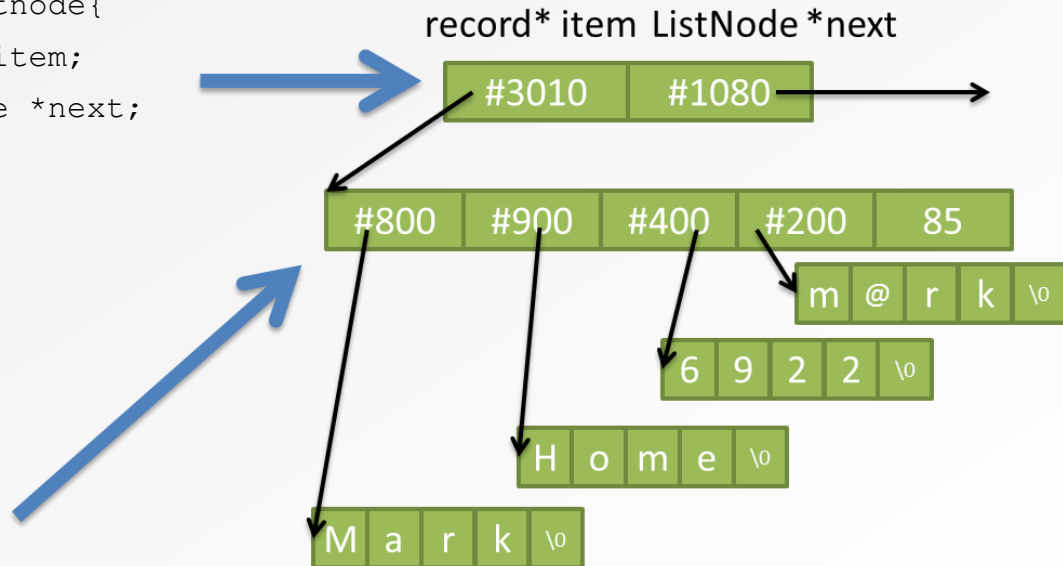 tnode{
item;
e *next;
record* item ListNode *next
#3010 #1080
#800 #900 #400 #200 85
m @ r k \0
6 9 2 2 \0
H o m e \0
M a r k \0